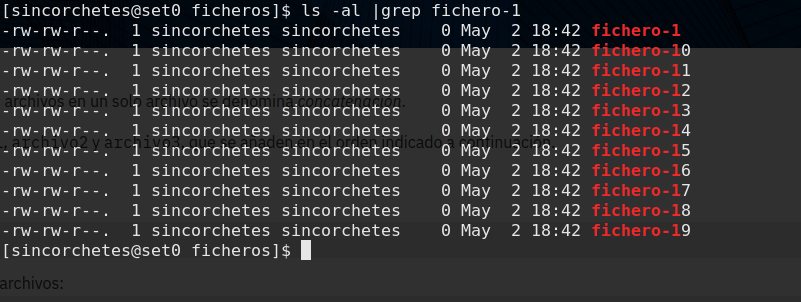 [sincorchetes@set0 ficheros]$ ls -al |grep fichero-1
-rw-rw-r--.  1 sincorchetes sincorchetes    0 May  2 18:42 fichero-1
-rw-rw-r--.  1 sincorchetes sincorchetes    0 May  2 18:42 fichero-10
-rw-rw-r--.  1 sincorchetes sincorchetes    0 May  2 18:42 fichero-11
-rw-rw-r--.  1 sincorchetes sincorchetes    0 May  2 18:42 fichero-12
archivos en un solo archivo se denomina concatenación.
-rw-rw-r--.  1 sincorchetes sincorchetes    0 May  2 18:42 fichero-13
-rw-rw-r--.  1 sincorchetes sincorchetes    0 May  2 18:42 fichero-14
, archivo2 y archivo3, que se añaden en el orden indicado a continuación
-rw-rw-r--.  1 sincorchetes sincorchetes    0 May  2 18:42 fichero-15
-rw-rw-r--.  1 sincorchetes sincorchetes    0 May  2 18:42 fichero-16
-rw-rw-r--.  1 sincorchetes sincorchetes    0 May  2 18:42 fichero-17
-rw-rw-r--.  1 sincorchetes sincorchetes    0 May  2 18:42 fichero-18
-rw-rw-r--.  1 sincorchetes sincorchetes    0 May  2 18:42 fichero-19
[sincorchetes@set0 ficheros]$
archivos: